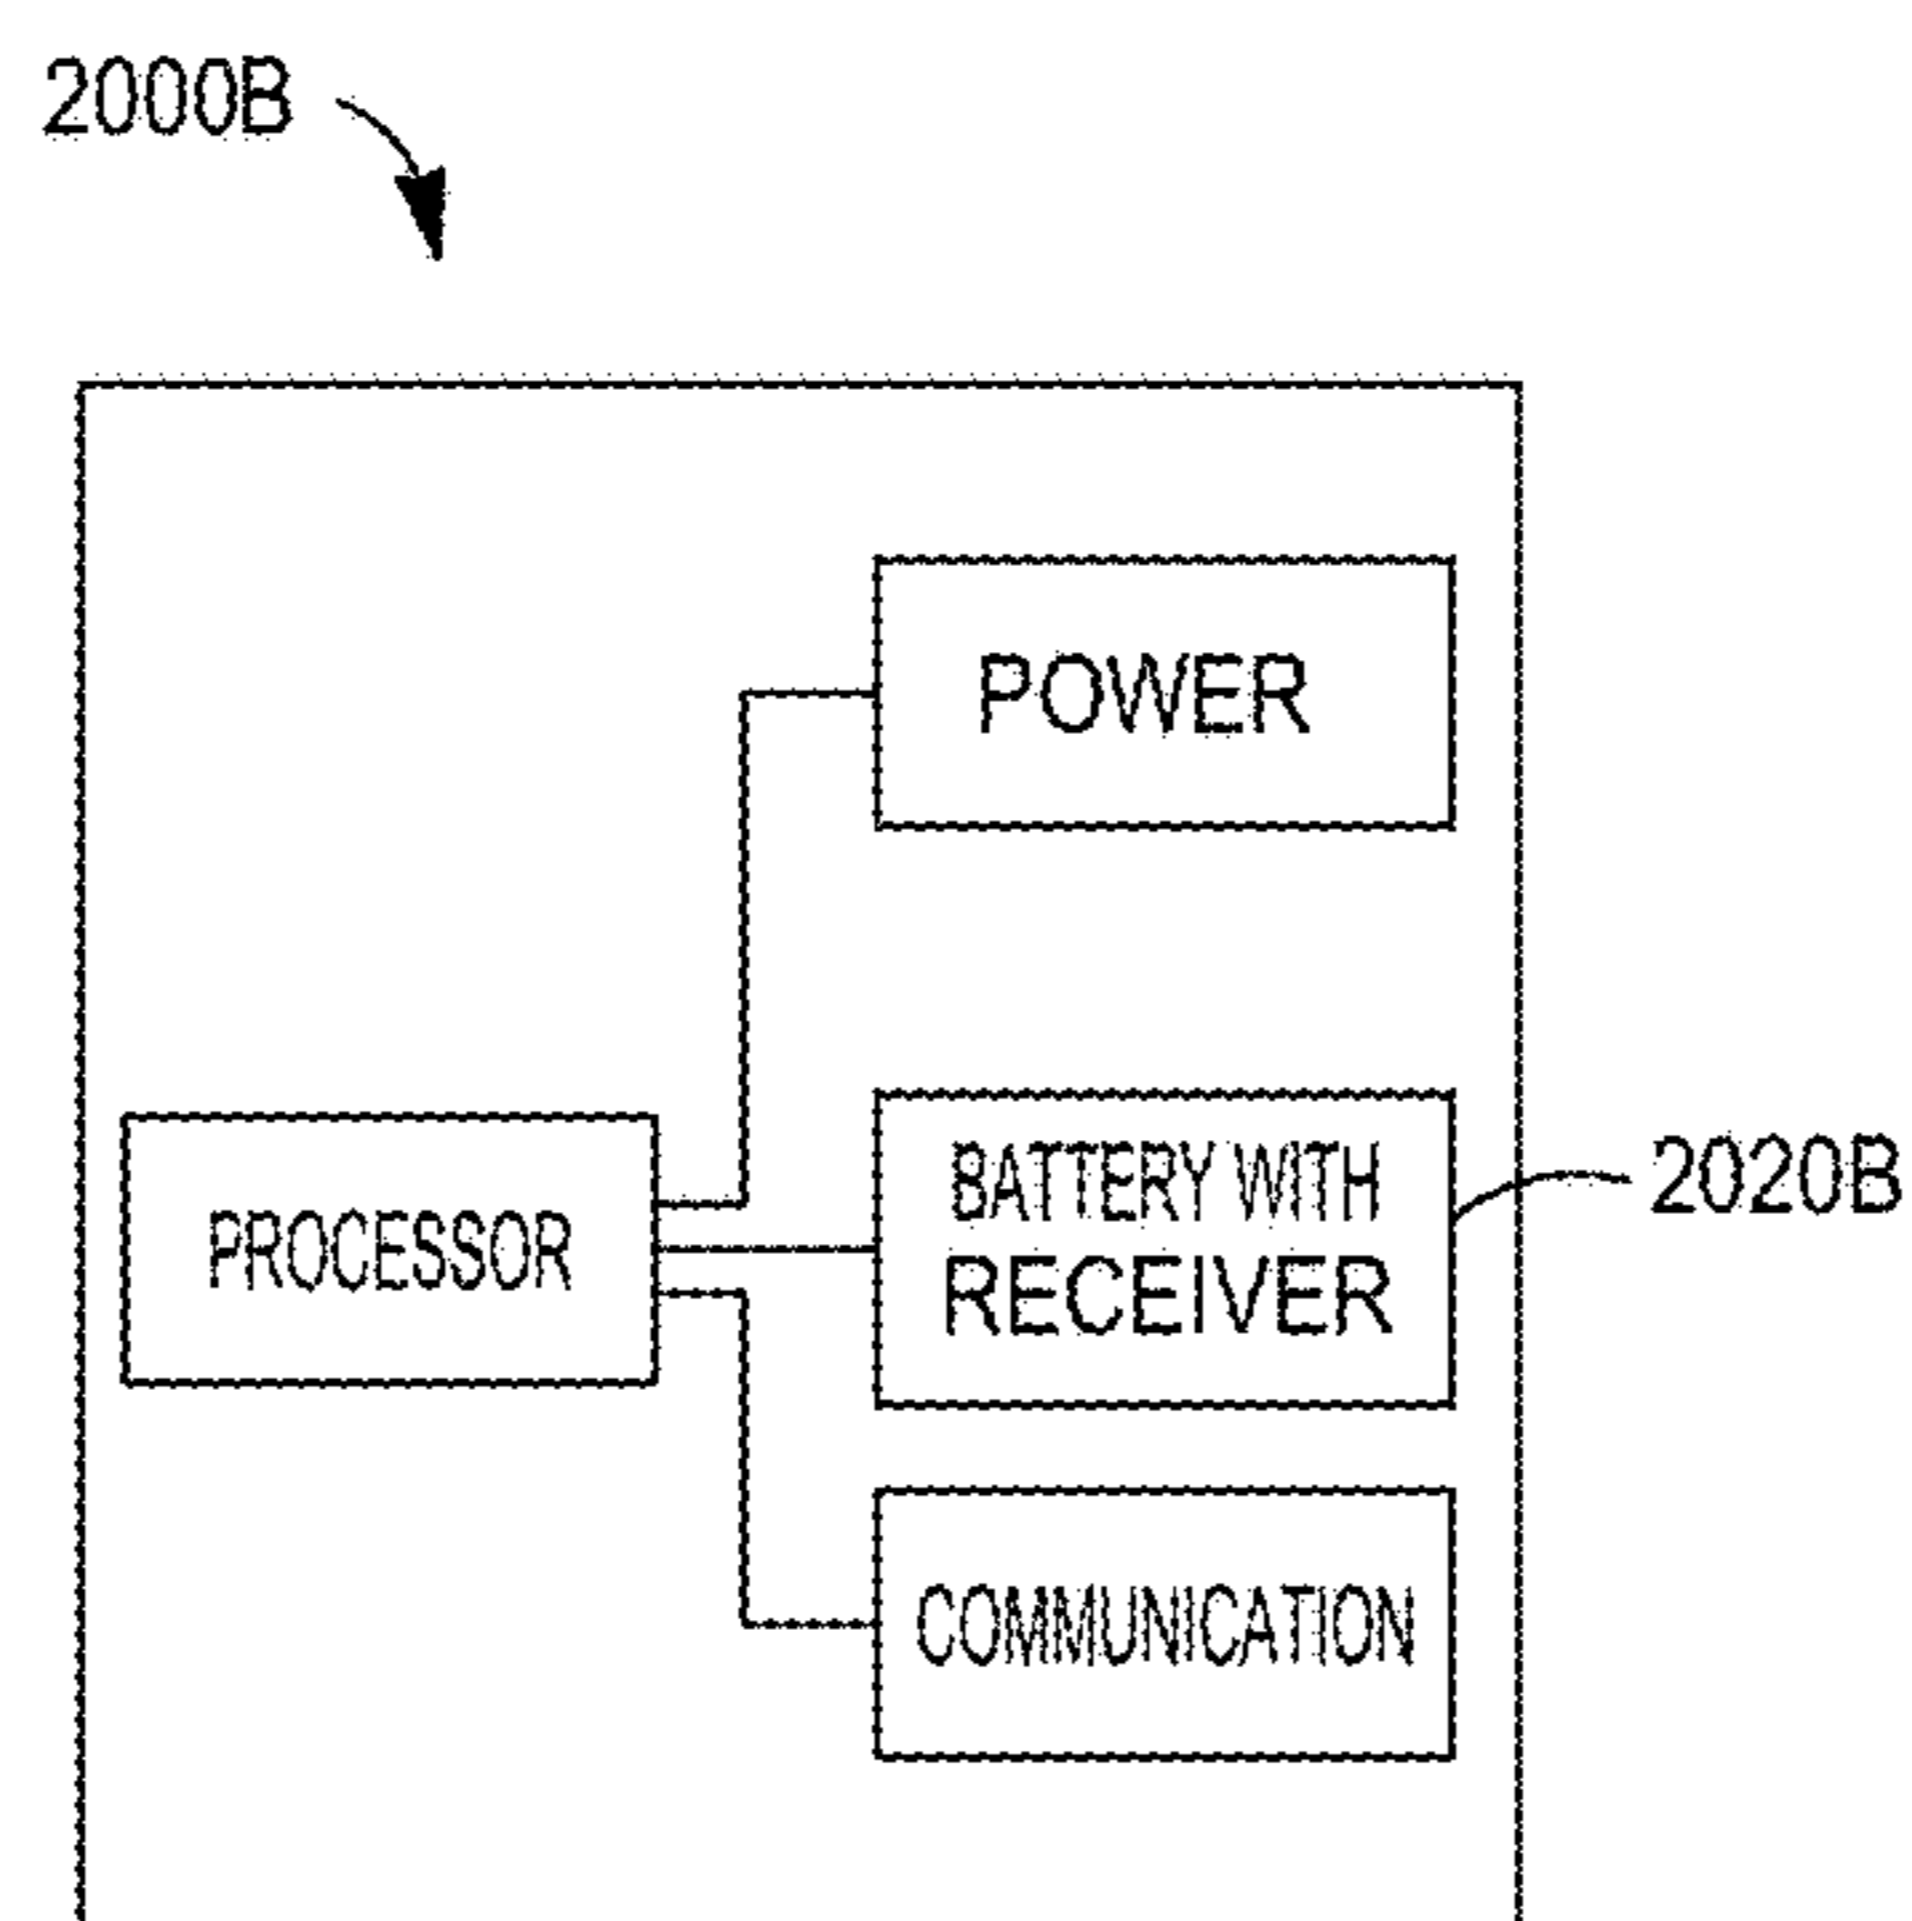 2000B
POWER
PROCESSOR
BATTERY WITH
RECEIVER
2020B
COMMUNICATION